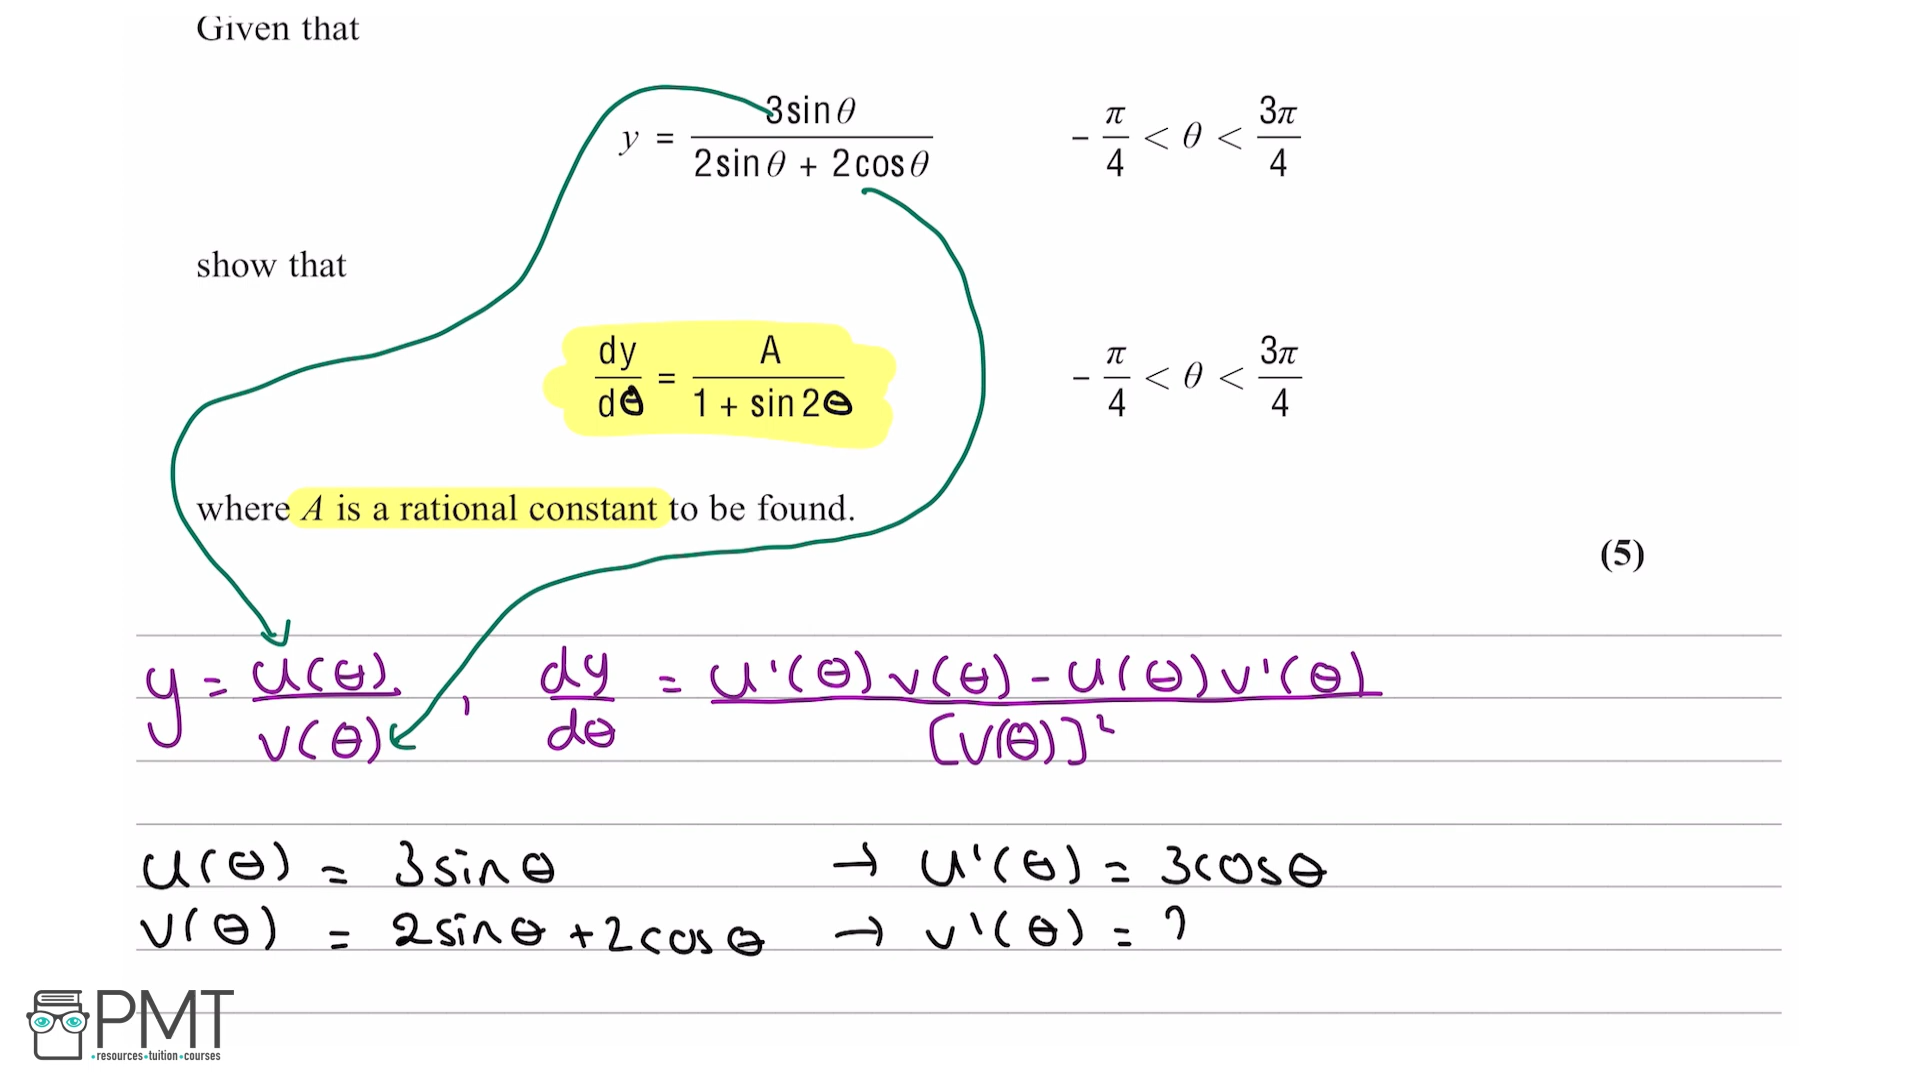 Given that
y = 3sinθ / (2sinθ + 2cosθ)    -π/4 < θ < 3π/4
show that
dy/dθ = A / (1 + sin2θ)    -π/4 < θ < 3π/4
where A is a rational constant to be found.
(5)
y = u(θ)/v(θ) , dy/dθ = (u'(θ)v(θ) - u(θ)v'(θ)) / [v(θ)]²
u(θ) = 3sinθ → u'(θ) = 3cosθ
v(θ) = 2sinθ + 2cosθ → v'(θ) =
PMT
•resources•tuition•courses